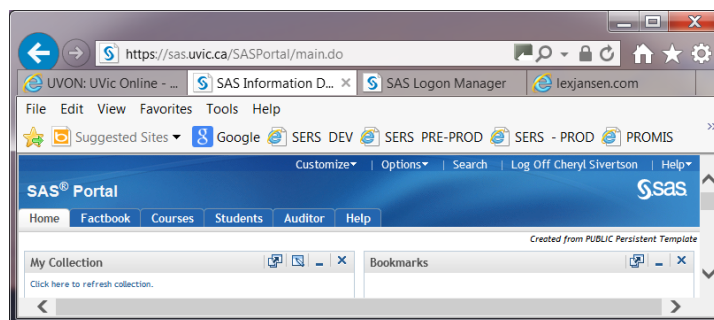 https://sas.uvic.ca/SASPortal/main.do
UVON: UVic Online - ... SAS Information D... SAS Logon Manager lexjansen.com
File Edit View Favorites Tools Help
Suggested Sites Google SERS DEV SERS PRE-PROD SERS - PROD PROMIS
Customize | Options | Search | Log Off Cheryl Sivertson | Help
SAS® Portal
sas
Home Factbook Courses Students Auditor Help
Created from PUBLIC Persistent Template
My Collection Bookmarks
Click here to refresh collection.